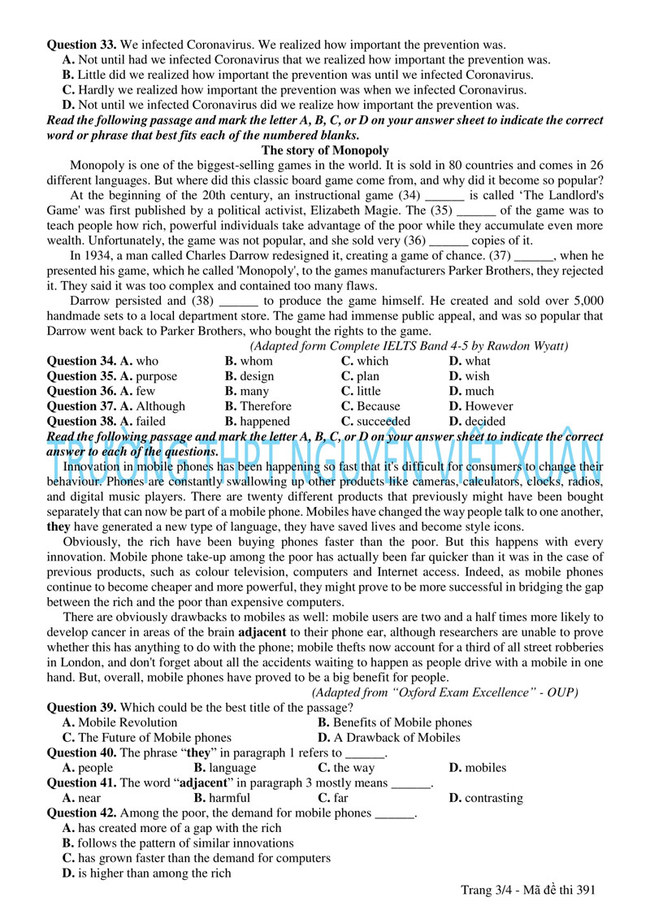 Question 33. We infected Coronavirus. We realized how important the prevention was.
A. Not until had we infected Coronavirus that we realized how important the prevention was.
B. Little did we realized how important the prevention was until we infected Coronavirus.
C. Hardly we realized how important the prevention was when we infected Coronavirus.
D. Not until we infected Coronavirus did we realize how important the prevention was.
Read the following passage and mark the letter A, B, C, or D on your answer sheet to indicate the correct
word or phrase that best fits each of the numbered blanks.
The story of Monopoly
Monopoly is one of the biggest-selling games in the world. It is sold in 80 countries and comes in 26
different languages. But where did this classic board game come from, and why did it become so popular?
At the beginning of the 20th century, an instructional game (34) ______ is called ‘The Landlord's
Game' was first published by a political activist, Elizabeth Magie. The (35) ______ of the game was to
teach people how rich, powerful individuals take advantage of the poor while they accumulate even more
wealth. Unfortunately, the game was not popular, and she sold very (36) ______ copies of it.
In 1934, a man called Charles Darrow redesigned it, creating a game of chance. (37) ______, when he
presented his game, which he called 'Monopoly', to the games manufacturers Parker Brothers, they rejected
it. They said it was too complex and contained too many flaws.
Darrow persisted and (38) ______ to produce the game himself. He created and sold over 5,000
handmade sets to a local department store. The game had immense public appeal, and was so popular that
Darrow went back to Parker Brothers, who bought the rights to the game.
(Adapted form Complete IELTS Band 4-5 by Rawdon Wyatt)
Question 34. A. who B. whom C. which D. what
Question 35. A. purpose B. design C. plan D. wish
Question 36. A. few B. many C. little D. much
Question 37. A. Although B. Therefore C. Because D. However
Question 38. A. failed B. happened C. succeeded D. decided
Read the following passage and mark the letter A, B, C, or D on your answer sheet to indicate the correct
answer to each of the questions.
TRƯỜNG THPT NGUYỄN VIẾT XUÂN
Innovation in mobile phones has been happening so fast that it's difficult for consumers to change their
behaviour. Phones are constantly swallowing up other products like cameras, calculators, clocks, radios,
and digital music players. There are twenty different products that previously might have been bought
separately that can now be part of a mobile phone. Mobiles have changed the way people talk to one another,
they have generated a new type of language, they have saved lives and become style icons.
Obviously, the rich have been buying phones faster than the poor. But this happens with every
innovation. Mobile phone take-up among the poor has actually been far quicker than it was in the case of
previous products, such as colour television, computers and Internet access. Indeed, as mobile phones
continue to become cheaper and more powerful, they might prove to be more successful in bridging the gap
between the rich and the poor than expensive computers.
There are obviously drawbacks to mobiles as well: mobile users are two and a half times more likely to
develop cancer in areas of the brain adjacent to their phone ear, although researchers are unable to prove
whether this has anything to do with the phone; mobile thefts now account for a third of all street robberies
in London, and don't forget about all the accidents waiting to happen as people drive with a mobile in one
hand. But, overall, mobile phones have proved to be a big benefit for people.
(Adapted from “Oxford Exam Excellence” - OUP)
Question 39. Which could be the best title of the passage?
A. Mobile Revolution B. Benefits of Mobile phones
C. The Future of Mobile phones D. A Drawback of Mobiles
Question 40. The phrase “they” in paragraph 1 refers to ______.
A. people B. language C. the way D. mobiles
Question 41. The word “adjacent” in paragraph 3 mostly means ______.
A. near B. harmful C. far D. contrasting
Question 42. Among the poor, the demand for mobile phones ______.
A. has created more of a gap with the rich
B. follows the pattern of similar innovations
C. has grown faster than the demand for computers
D. is higher than among the rich
Trang 3/4 - Mã đề thi 391